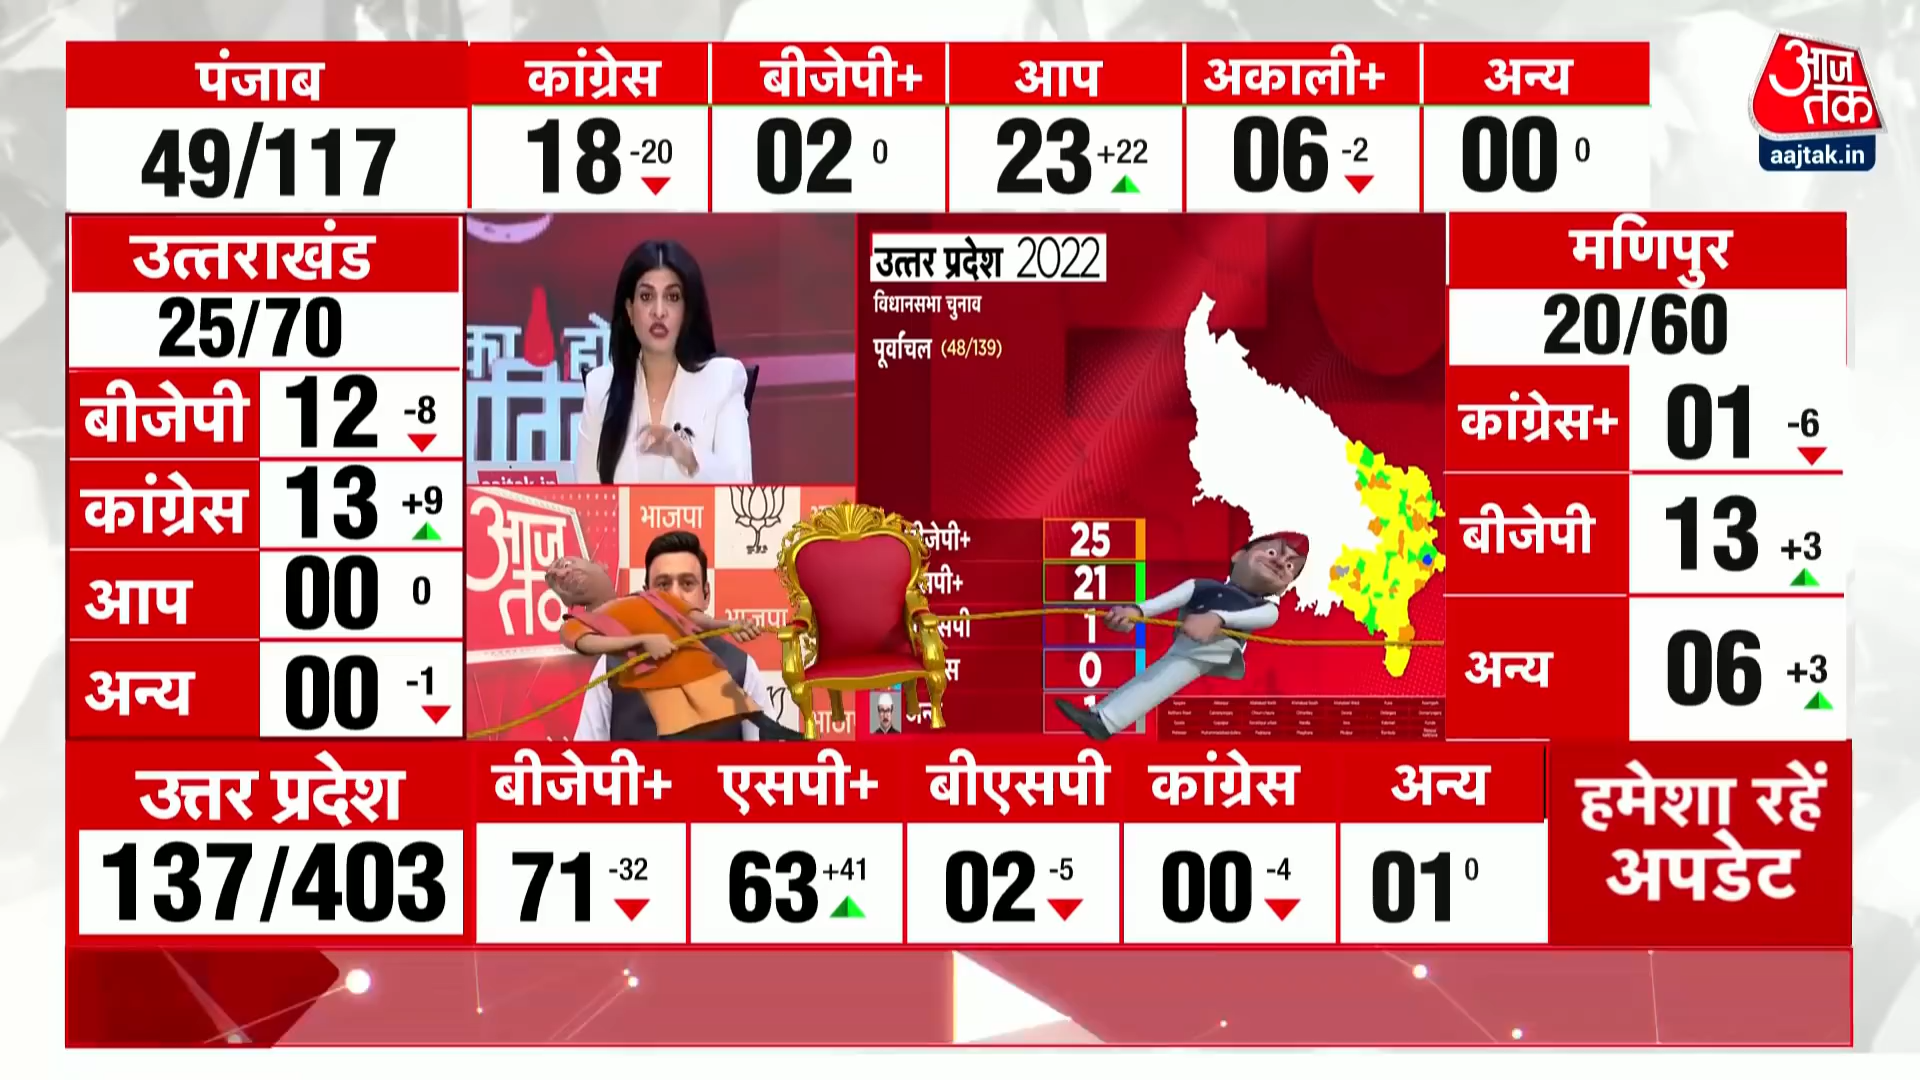 पंजाब
49/117
कांग्रेस
18 -20
बीजेपी+
02 0
आप
23 +22
अकाली+
06 -2
अन्य
00 0
आज तक
aajtak.in
उत्तराखंड
25/70
बीजेपी 12 -8
कांग्रेस 13 +9
आप 00 0
अन्य 00 -1
उत्तर प्रदेश 2022
विधानसभा चुनाव
पूर्वांचल (48/139)
25
21
1
0
1
आज
भाजपा
भाजपा
मणिपुर
20/60
कांग्रेस+ 01 -6
बीजेपी 13 +3
अन्य 06 +3
उत्तर प्रदेश
137/403
बीजेपी+
71 -32
एसपी+
63 +41
बीएसपी
02 -5
कांग्रेस
00 -4
अन्य
01 0
हमेशा रहें
अपडेट